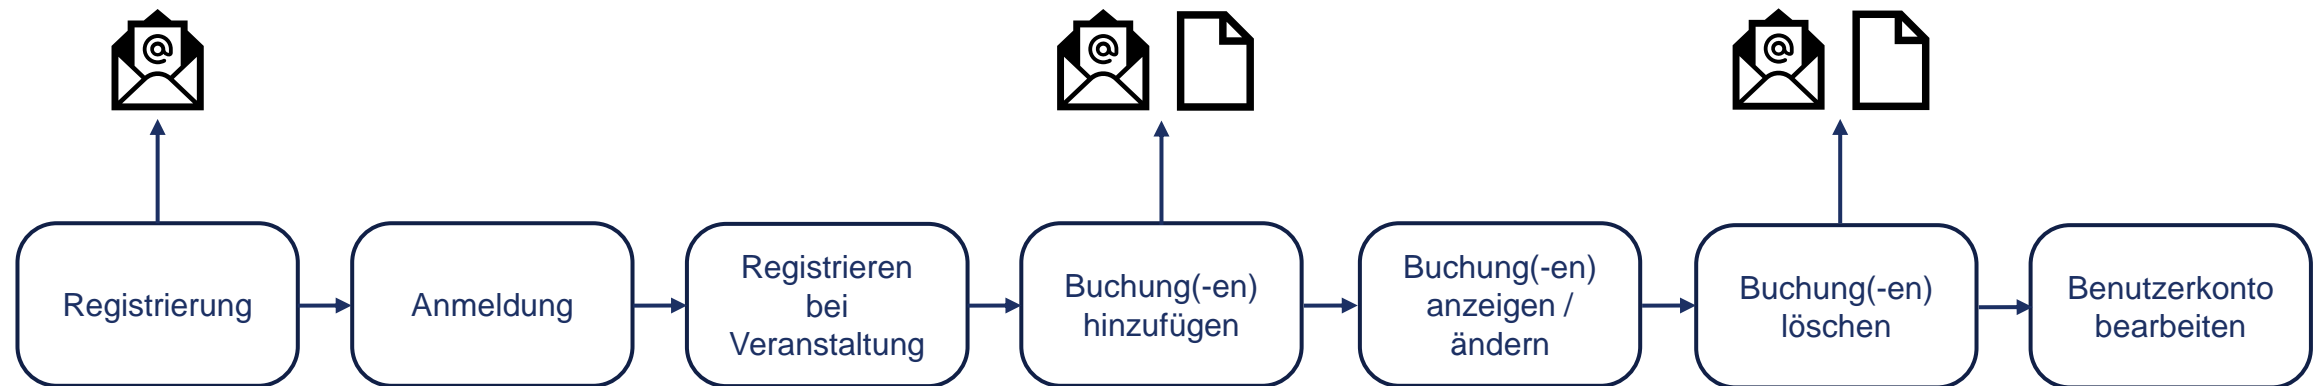 @
@
@
Registrierung
Anmeldung
Registrieren
bei
Veranstaltung
Buchung(-en)
hinzufügen
Buchung(-en)
anzeigen /
ändern
Buchung(-en)
löschen
Benutzerkonto
bearbeiten